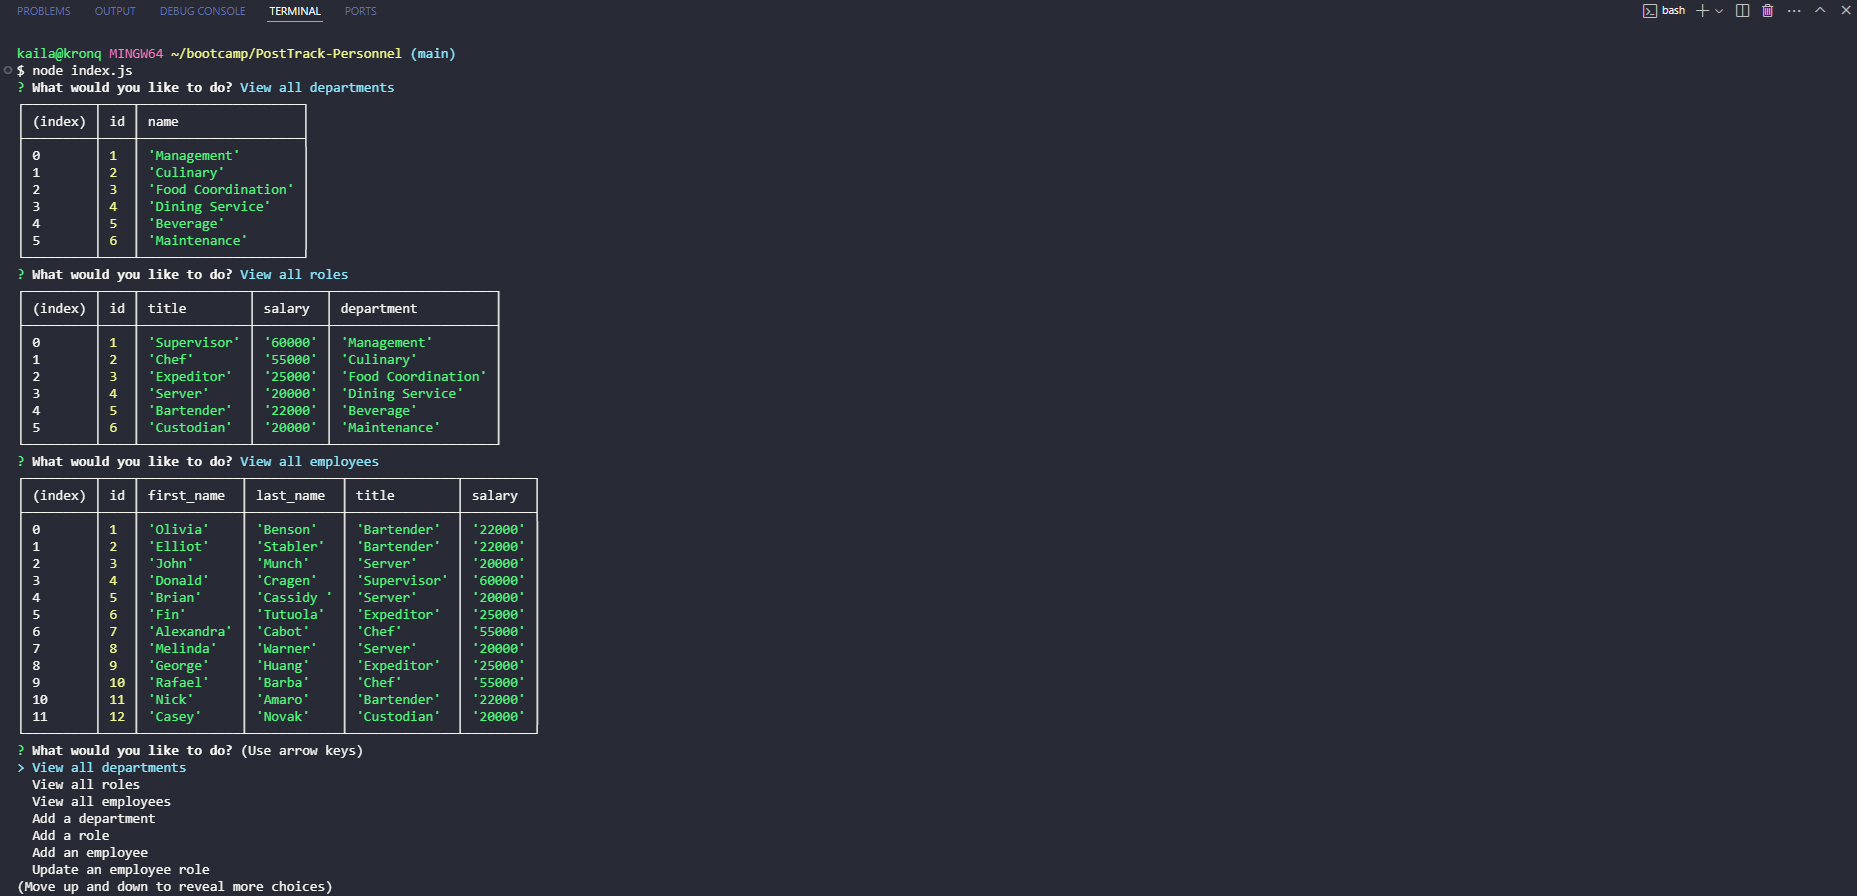 PROBLEMS OUTPUT DEBUG CONSOLE TERMINAL PORTS bash
kaila@kronq MINGW64 ~/bootcamp/PostTrack-Personnel (main)
$ node index.js
? What would you like to do? View all departments
(index) id name
0 1 'Management'
1 2 'Culinary'
2 3 'Food Coordination'
3 4 'Dining Service'
4 5 'Beverage'
5 6 'Maintenance'
? What would you like to do? View all roles
(index) id title salary department
0 1 'Supervisor' '60000' 'Management'
1 2 'Chef' '55000' 'Culinary'
2 3 'Expeditor' '25000' 'Food Coordination'
3 4 'Server' '20000' 'Dining Service'
4 5 'Bartender' '22000' 'Beverage'
5 6 'Custodian' '20000' 'Maintenance'
? What would you like to do? View all employees
(index) id first_name last_name title salary
0 1 'Olivia' 'Benson' 'Bartender' '22000'
1 2 'Elliot' 'Stabler' 'Bartender' '22000'
2 3 'John' 'Munch' 'Server' '20000'
3 4 'Donald' 'Cragen' 'Supervisor' '60000'
4 5 'Brian' 'Cassidy ' 'Server' '20000'
5 6 'Fin' 'Tutuola' 'Expeditor' '25000'
6 7 'Alexandra' 'Cabot' 'Chef' '55000'
7 8 'Melinda' 'Warner' 'Server' '20000'
8 9 'George' 'Huang' 'Expeditor' '25000'
9 10 'Rafael' 'Barba' 'Chef' '55000'
10 11 'Nick' 'Amaro' 'Bartender' '22000'
11 12 'Casey' 'Novak' 'Custodian' '20000'
? What would you like to do? (Use arrow keys)
> View all departments
View all roles
View all employees
Add a department
Add a role
Add an employee
Update an employee role
(Move up and down to reveal more choices)